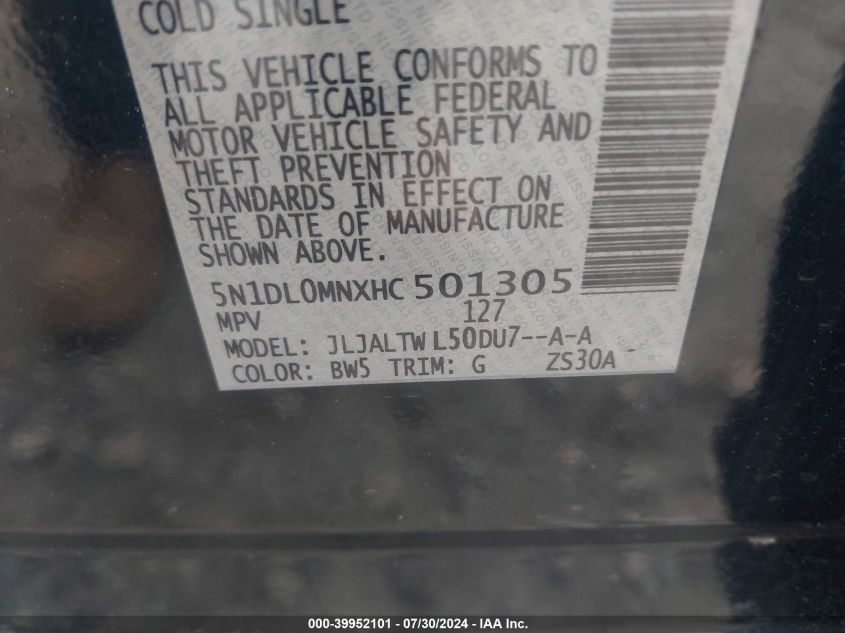 COLD SINGLE
THIS VEHICLE CONFORMS TO
ALL APPLICABLE FEDERAL
MOTOR VEHICLE SAFETY AND
THEFT PREVENTION
STANDARDS IN EFFECT ON
THE DATE OF MANUFACTURE
SHOWN ABOVE.
5N1DL0MNXHC501305
MPV 127
MODEL: JLJALTWL50DU7--A-A
COLOR: BW5 TRIM: G ZS30A
000-39952101 / 07/30/2024 - IAA Inc.